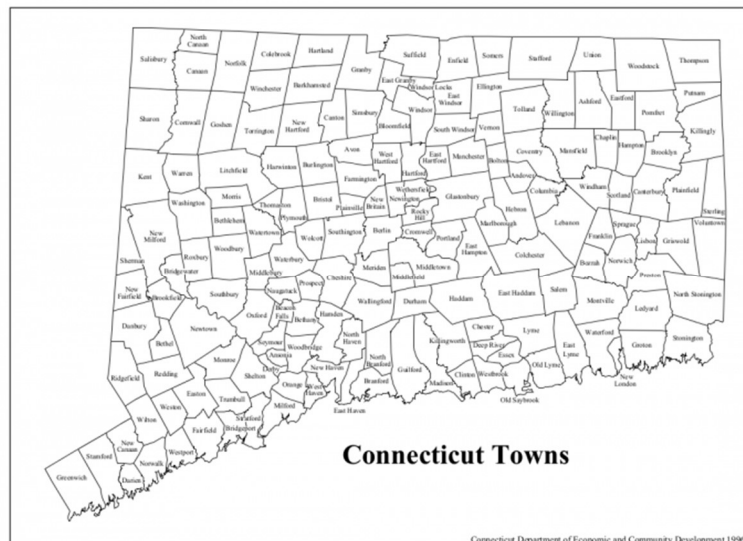 North
Canaan
Salisbury
Canaan
Norfolk
Colebrook
Hartland
Granby
Suffield
Enfield
Somers
Stafford
Union
Woodstock
Thompson
East Granby
Windsor Locks
East
Windsor
Ellington
Winchester
Barkhamsted
Putnam
Ashford
Eastford
Pomfret
Windsor
Tolland
Willington
Sharon
Cornwall
Goshen
Torrington
New
Hartford
Canton
Simsbury
Bloomfield
South Windsor
Vernon
Killingly
Chaplin
Hampton
Brooklyn
Avon
West
Hartford
Hartford
East
Hartford
Manchester
Bolton
Coventry
Mansfield
Andover
Kent
Warren
Litchfield
Harwinton
Burlington
Farmington
Wethersfield
Newington
Glastonbury
Columbia
Windham
Scotland
Canterbury
Plainfield
Sterling
Voluntown
Washington
Morris
Bethlehem
Thomaston
Plymouth
Bristol
Plainville
New
Britain
Rocky
Hill
Hebron
Marlborough
Lebanon
Sprague
Franklin
Lisbon
Griswold
New
Milford
Watertown
Wolcott
Southington
Berlin
Cromwell
Portland
East
Hampton
Colchester
Bozrah
Norwich
Preston
Sherman
Roxbury
Bridgewater
Woodbury
Waterbury
Middlebury
Meriden
Middlefield
Middletown
North Stonington
New
Fairfield
Brookfield
Southbury
Naugatuck
Prospect
Cheshire
Wallingford
Durham
Haddam
East Haddam
Salem
Montville
Ledyard
Danbury
Bethel
Newtown
Oxford
Beacon
Falls
Bethany
Hamden
Chester
Deep River
Essex
Lyme
Waterford
East
Lyme
Groton
Stonington
Seymour
Ansonia
Derby
Woodbridge
North
Haven
North
Branford
Killingworth
Ridgefield
Redding
Monroe
Shelton
Orange
New Haven
West
Haven
Branford
Guilford
Madison
Clinton
Westbrook
Old Lyme
New
London
Old Saybrook
Wilton
Weston
Easton
Trumbull
Milford
East Haven
Stratford
Bridgeport
Fairfield
New
Canaan
Norwalk
Westport
Greenwich
Stamford
Darien
Connecticut Towns
Connecticut Department of Economic and Community Development 1996